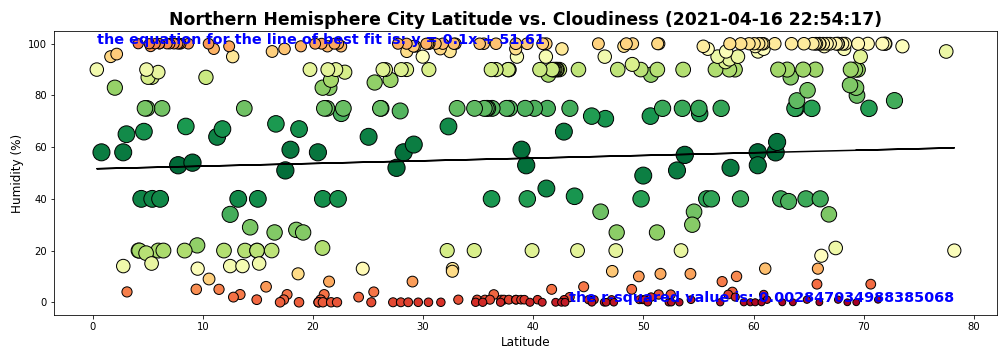 Northern Hemisphere City Latitude vs. Cloudiness (2021-04-16 22:54:17)
the equation for the line of best fit is: y = 0.1x + 51.61
100
80
60
40
20
0
Humidity (%)
the r-squared value is: 0.002847034988385068
0 10 20 30 40 50 60 70 80
Latitude